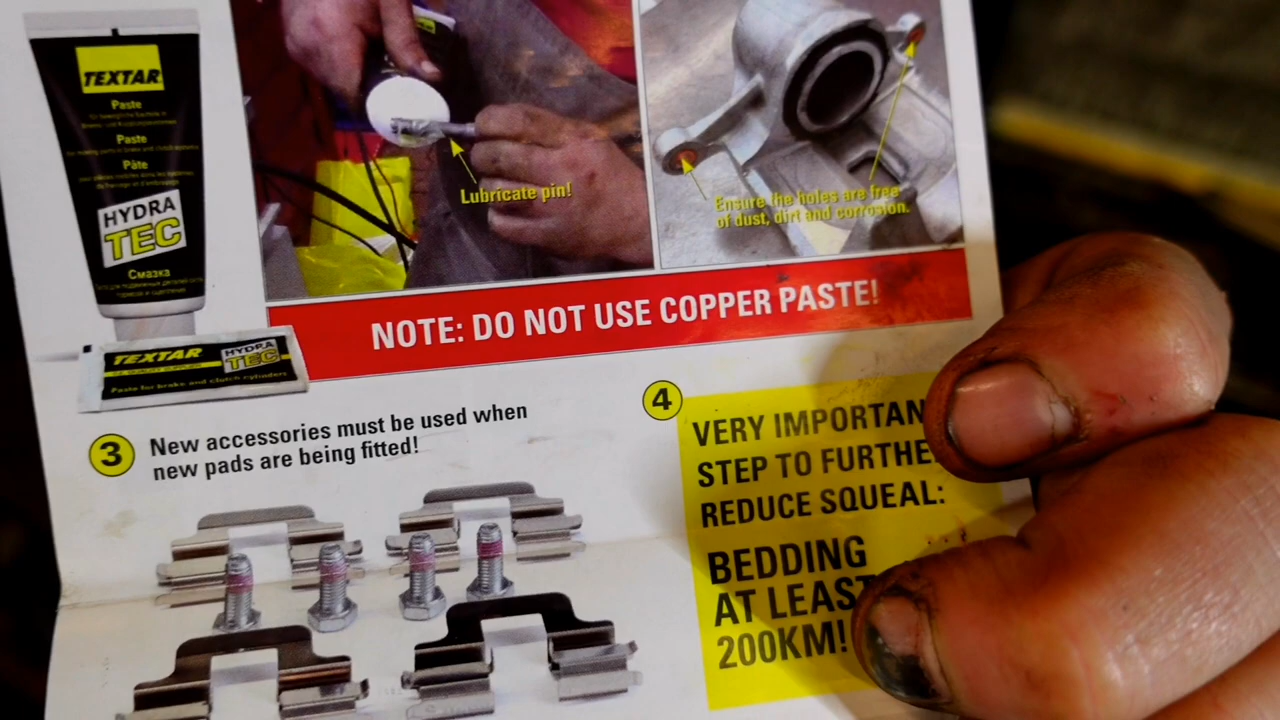 TEXTAR
Paste
Paste
Pâte
HYDRA
TEC
Смазка
Lubricate pin!
Ensure the holes are free
of dust, dirt and corrosion.
NOTE: DO NOT USE COPPER PASTE!
TEXTAR
HYDRA
TEC
Paste for brake and clutch cylinders
3
New accessories must be used when
new pads are being fitted!
4
VERY IMPORTAN
STEP TO FURTHE
REDUCE SQUEAL:
BEDDING
AT LEAS
200KM!